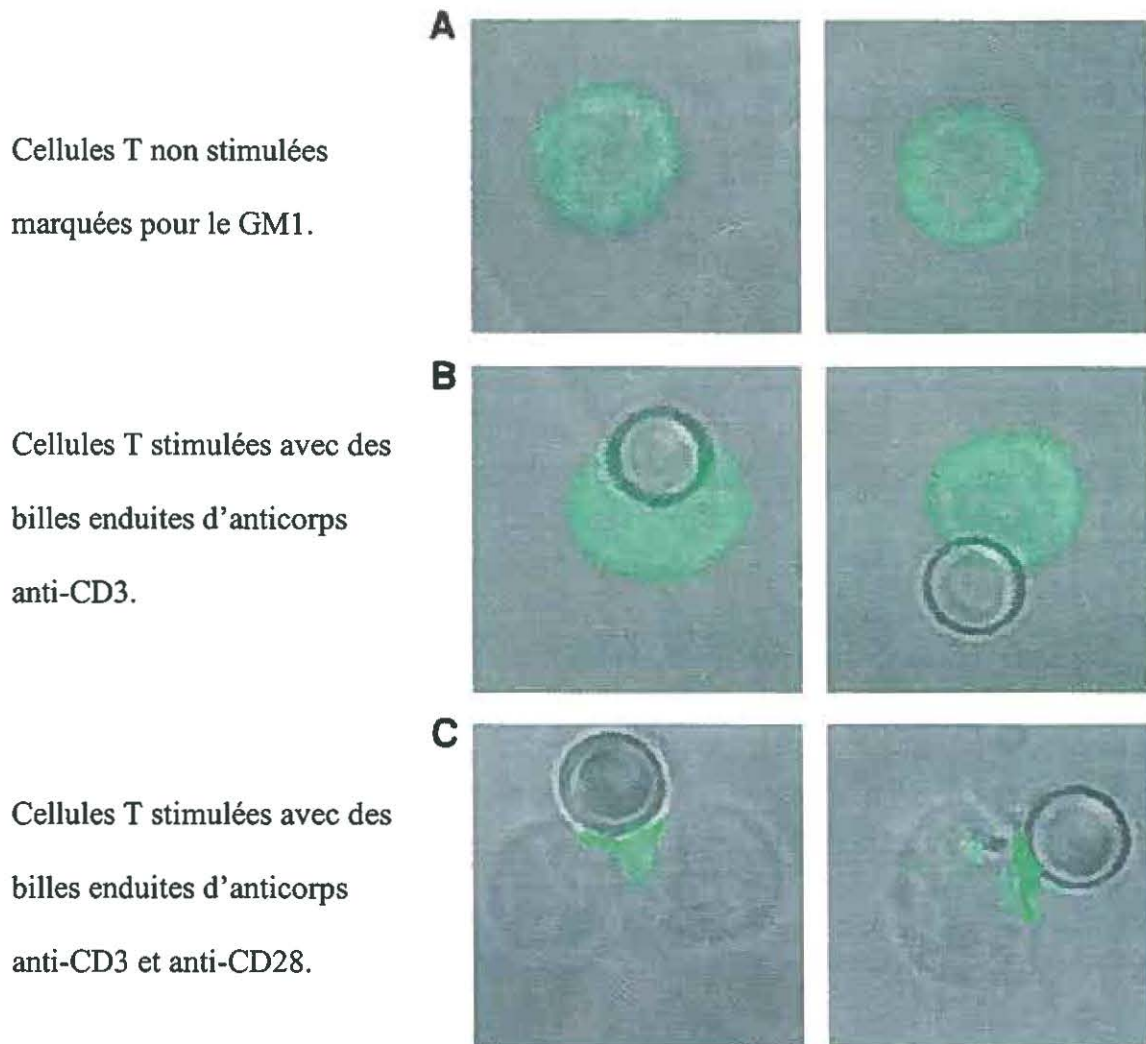 A
Cellules T non stimulées
marquées pour le GM1.
B
Cellules T stimulées avec des
billes enduites d'anticorps
anti-CD3.
C
Cellules T stimulées avec des
billes enduites d'anticorps
anti-CD3 et anti-CD28.